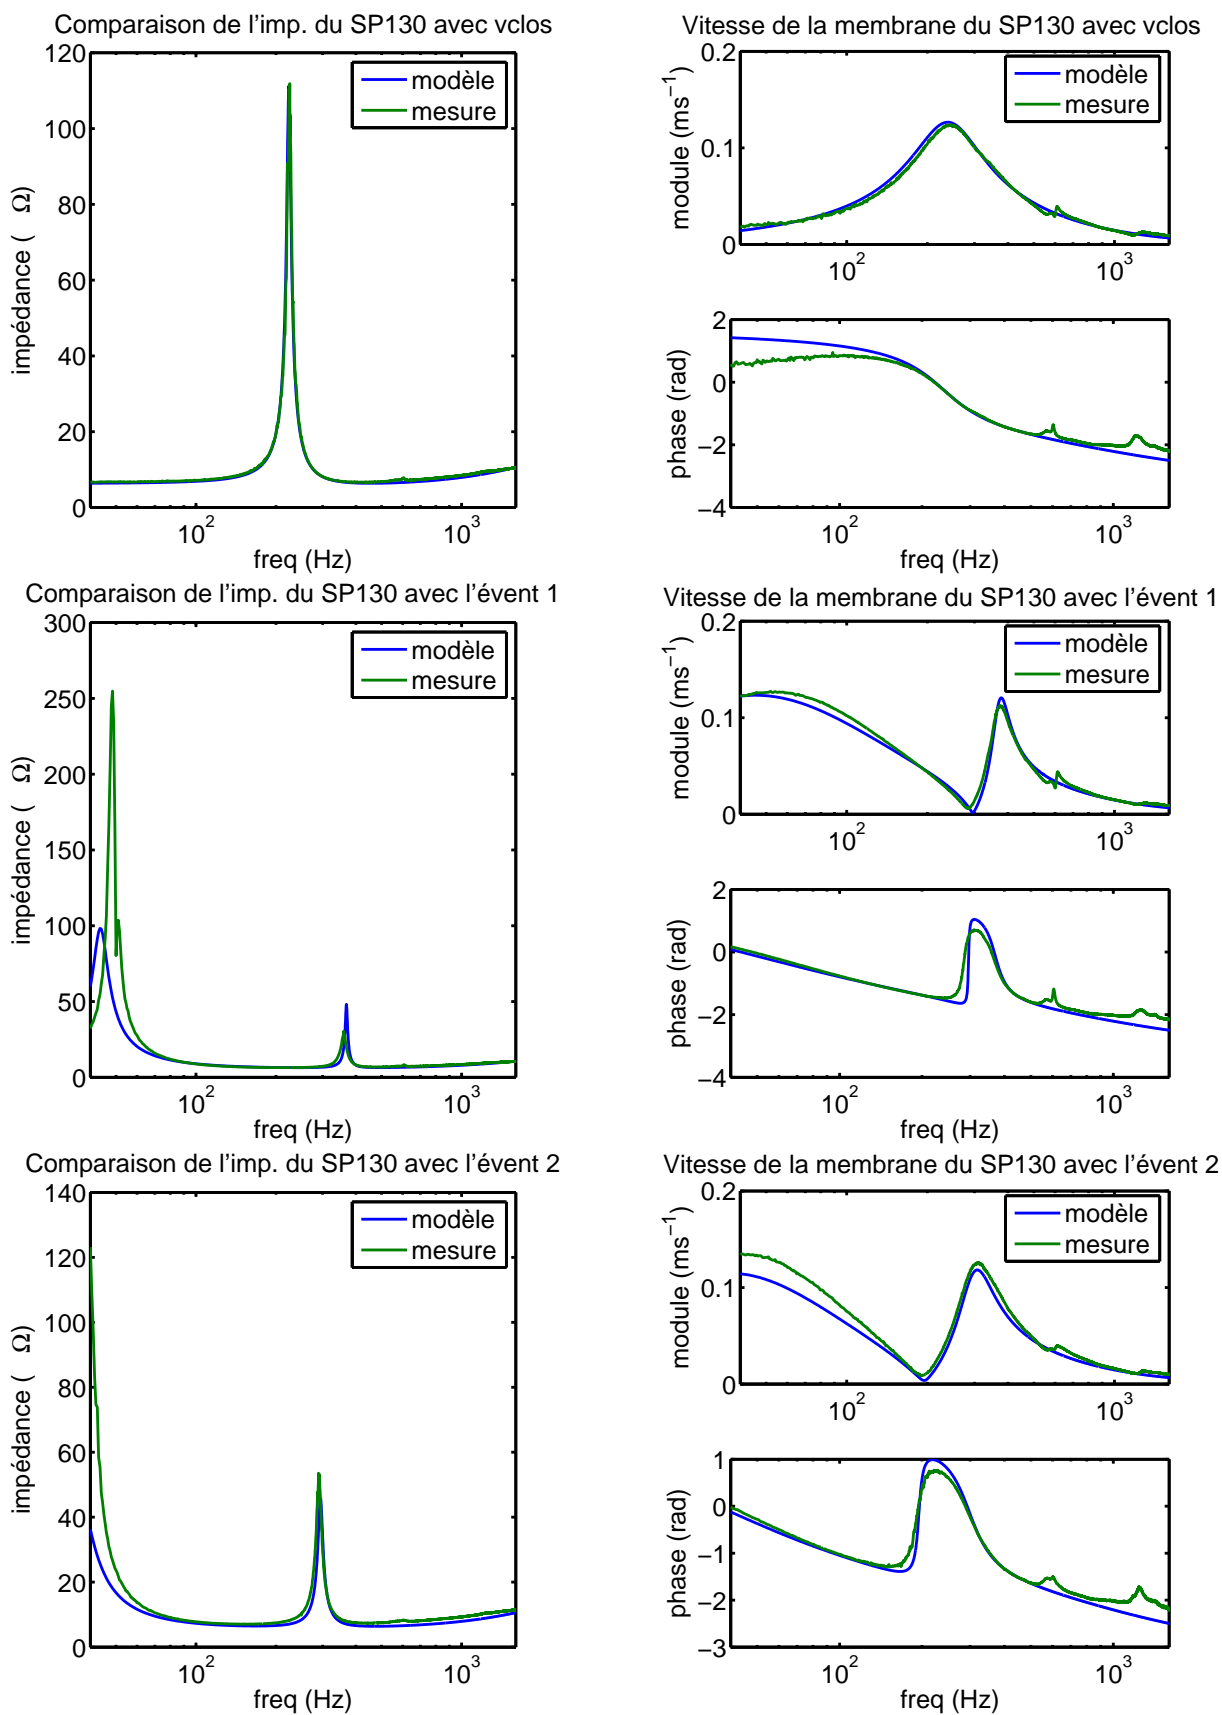 Comparaison de l'imp. du SP130 avec vclos
120
100
80
60
40
20
0
impédance ( Ω)
modèle
mesure
10²
10³
freq (Hz)
Vitesse de la membrane du SP130 avec vclos
0.2
0.1
0
module (ms⁻¹)
modèle
mesure
10²
10³
2
0
−2
−4
phase (rad)
10²
10³
freq (Hz)
Comparaison de l'imp. du SP130 avec l'évent 1
300
250
200
150
100
50
0
impédance ( Ω)
modèle
mesure
10²
10³
freq (Hz)
Vitesse de la membrane du SP130 avec l'évent 1
0.2
0.1
0
module (ms⁻¹)
modèle
mesure
10²
10³
2
0
−2
−4
phase (rad)
10²
10³
freq (Hz)
Comparaison de l'imp. du SP130 avec l'évent 2
140
120
100
80
60
40
20
0
impédance ( Ω)
modèle
mesure
10²
10³
freq (Hz)
Vitesse de la membrane du SP130 avec l'évent 2
0.2
0.1
0
module (ms⁻¹)
modèle
mesure
10²
10³
1
0
−1
−2
−3
phase (rad)
10²
10³
freq (Hz)